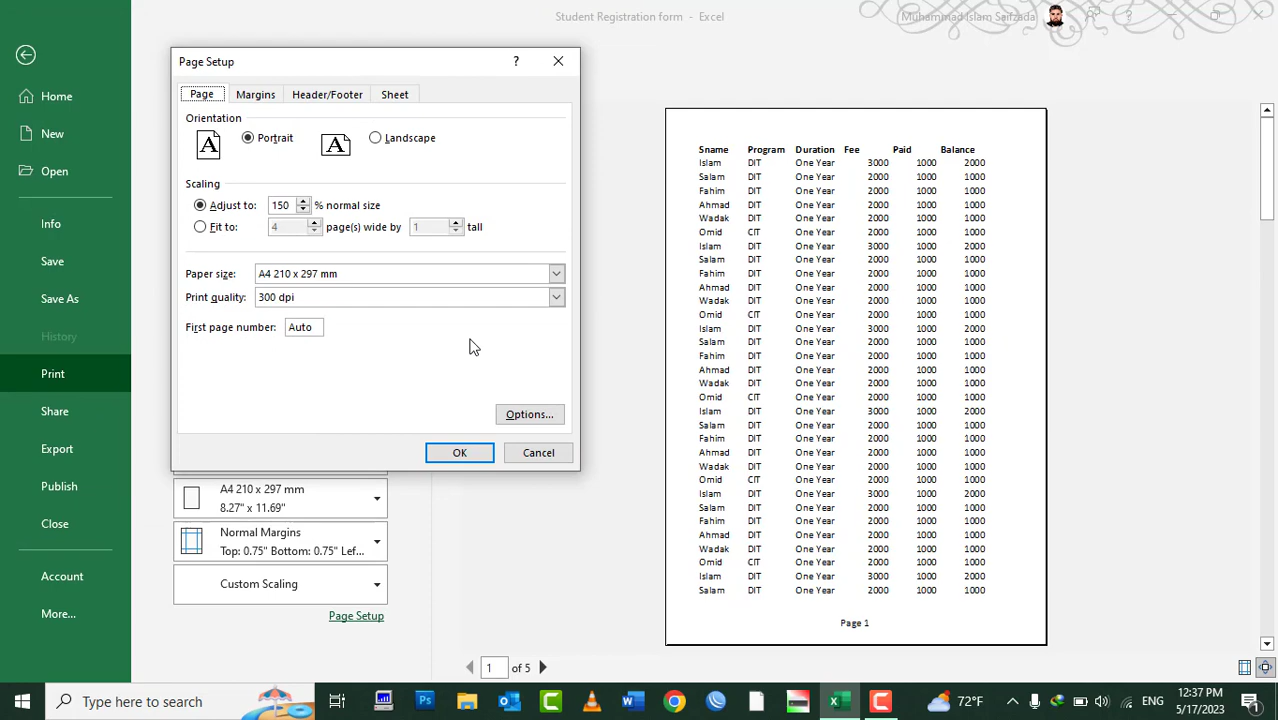 Student Registration form - Excel
Muhammad Islam Saifzada
?
Home
New
Open
Info
Save
Save As
History
Print
Share
Export
Publish
Close
Account
More...
Page Setup
?
Page Margins Header/Footer Sheet
Orientation
A Portrait A Landscape
Scaling
Adjust to: 150 % normal size
Fit to: 4 page(s) wide by 1 tall
Paper size: A4 210 x 297 mm
Print quality: 300 dpi
First page number: Auto
Options...
OK Cancel
A4 210 x 297 mm
8.27" x 11.69"
Normal Margins
Top: 0.75" Bottom: 0.75" Lef...
Custom Scaling
Page Setup
Sname Program Duration Fee Paid Balance
Islam DIT One Year 3000 1000 2000
Salam DIT One Year 2000 1000 1000
Fahim DIT One Year 2000 1000 1000
Ahmad DIT One Year 2000 1000 1000
Wadak DIT One Year 2000 1000 1000
Omid CIT One Year 2000 1000 1000
Islam DIT One Year 3000 1000 2000
Salam DIT One Year 2000 1000 1000
Fahim DIT One Year 2000 1000 1000
Ahmad DIT One Year 2000 1000 1000
Wadak DIT One Year 2000 1000 1000
Omid CIT One Year 2000 1000 1000
Islam DIT One Year 3000 1000 2000
Salam DIT One Year 2000 1000 1000
Fahim DIT One Year 2000 1000 1000
Ahmad DIT One Year 2000 1000 1000
Wadak DIT One Year 2000 1000 1000
Omid CIT One Year 2000 1000 1000
Islam DIT One Year 3000 1000 2000
Salam DIT One Year 2000 1000 1000
Fahim DIT One Year 2000 1000 1000
Ahmad DIT One Year 2000 1000 1000
Wadak DIT One Year 2000 1000 1000
Omid CIT One Year 2000 1000 1000
Islam DIT One Year 3000 1000 2000
Salam DIT One Year 2000 1000 1000
Fahim DIT One Year 2000 1000 1000
Ahmad DIT One Year 2000 1000 1000
Wadak DIT One Year 2000 1000 1000
Omid CIT One Year 2000 1000 1000
Islam DIT One Year 3000 1000 2000
Salam DIT One Year 2000 1000 1000
Page 1
1 of 5
Type here to search
72°F
ENG
12:37 PM
5/17/2023